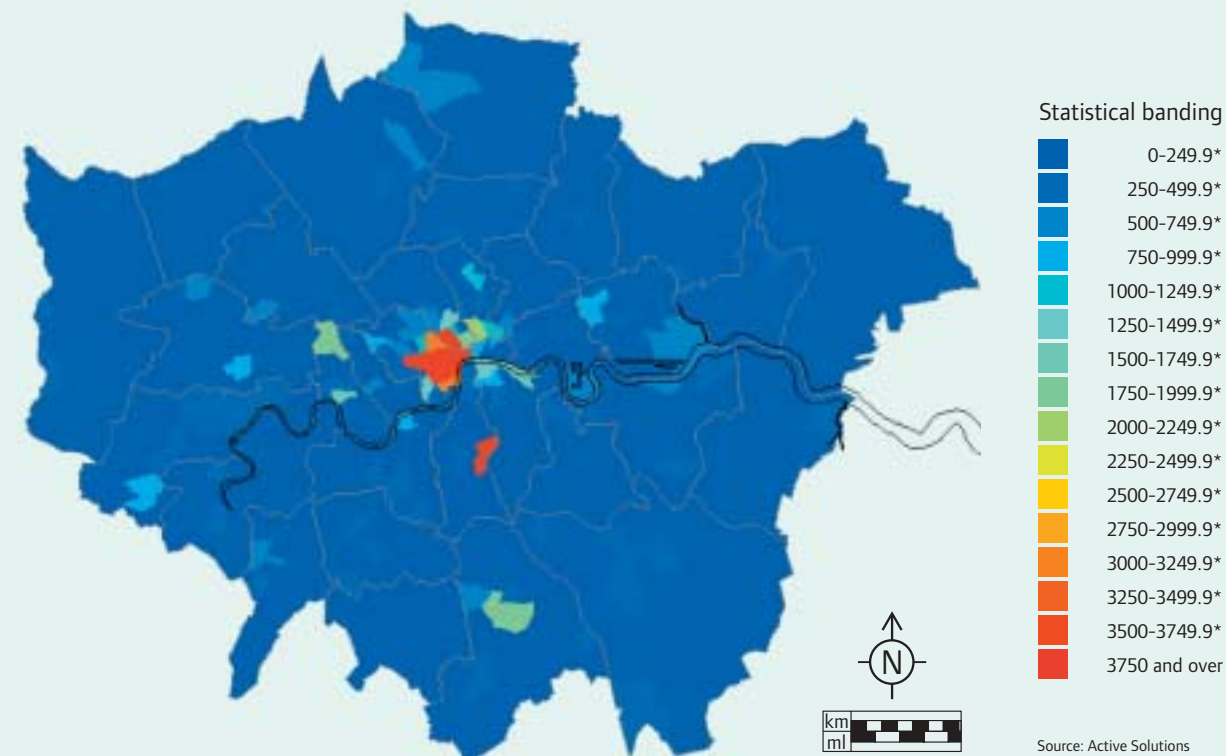 Statistical banding
0-249.9*
250-499.9*
500-749.9*
750-999.9*
1000-1249.9*
1250-1499.9*
1500-1749.9*
1750-1999.9*
2000-2249.9*
2250-2499.9*
2500-2749.9*
2750-2999.9*
3000-3249.9*
3250-3499.9*
3500-3749.9*
3750 and over
N
km
ml
Source: Active Solutions